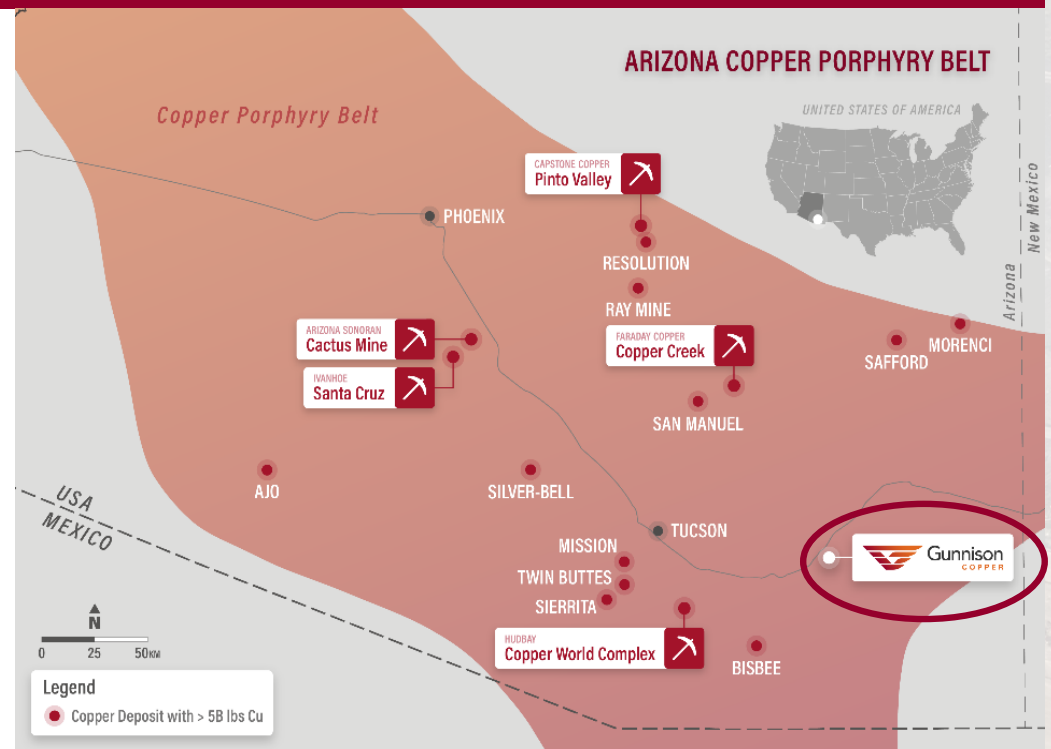 ARIZONA COPPER PORPHYRY BELT
Copper Porphyry Belt
UNITED STATES OF AMERICA
New Mexico
Arizona
CAPSTONE COPPER
Pinto Valley
PHOENIX
RESOLUTION
RAY MINE
ARIZONA SONORAN
Cactus Mine
FARADAY COPPER
Copper Creek
MORENCI
SAFFORD
IVANHOE
Santa Cruz
SAN MANUEL
AJO
SILVER-BELL
USA
MEXICO
TUCSON
MISSION
Gunnison
COPPER
TWIN BUTTES
SIERRITA
N
0 25 50KM
HUDBAY
Copper World Complex
BISBEE
Legend
Copper Deposit with > 5B lbs Cu